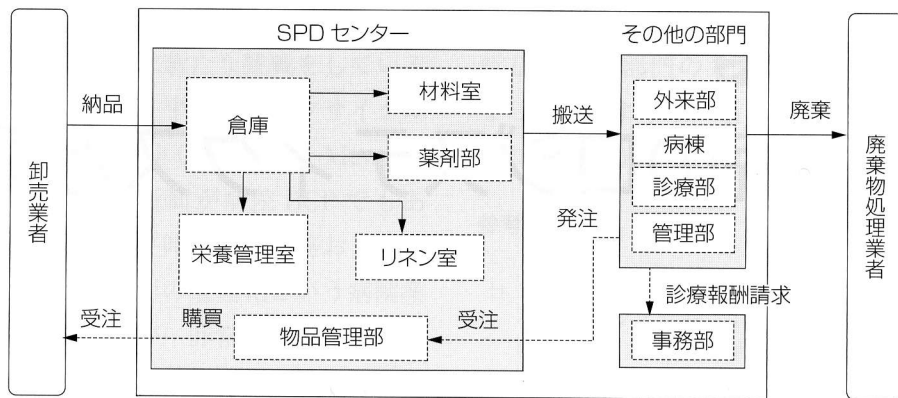 SPD センター
その他の部門
卸売業者
納品
倉庫
材料室
薬剤部
栄養管理室
リネン室
物品管理部
購買
受注
受注
搬送
発注
外来部
病棟
診療部
管理部
診療報酬請求
事務部
廃棄
廃棄物処理業者